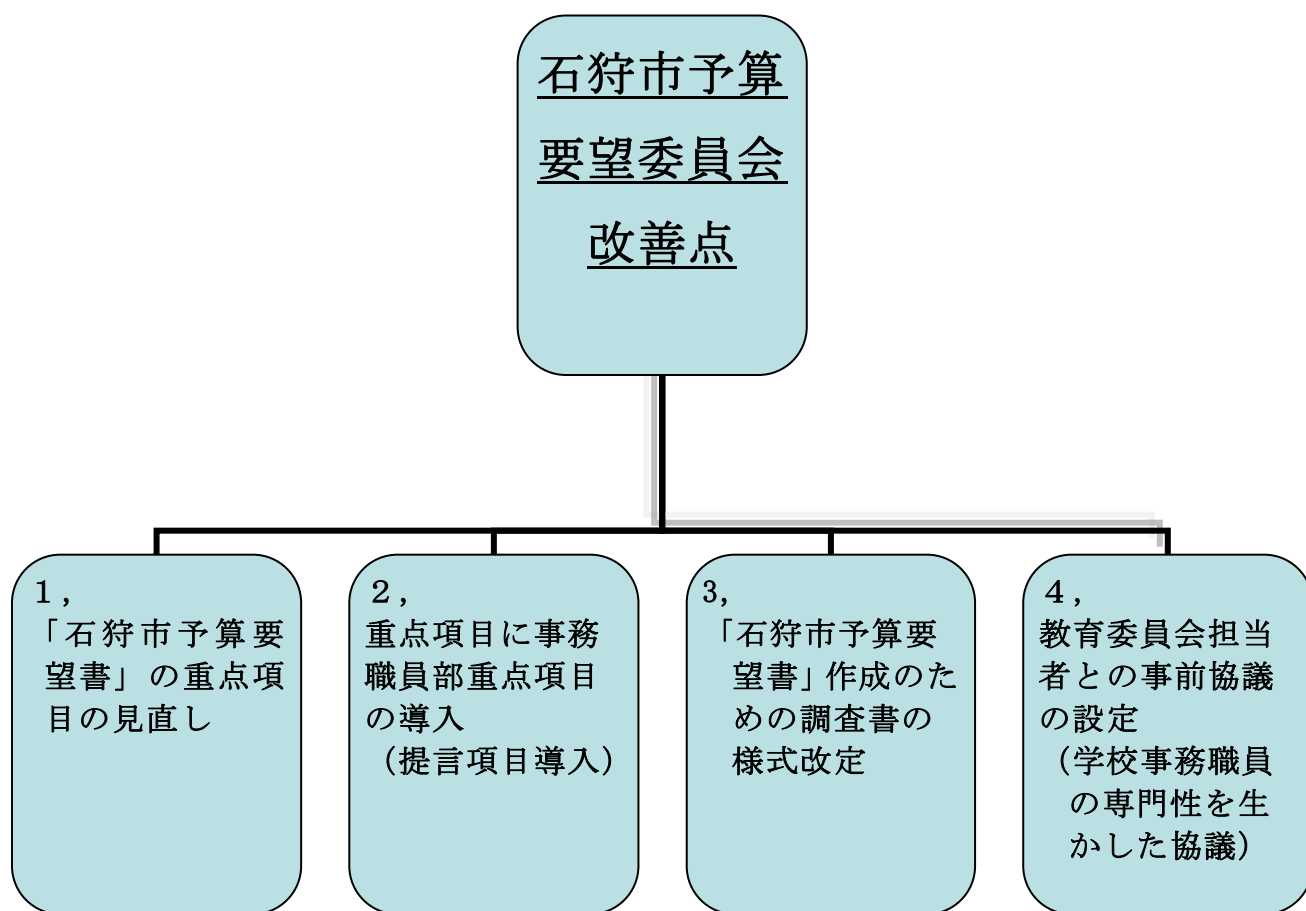 石狩市予算
要望委員会
改善点
１，
「石狩市予算要
望書」の重点項
目の見直し
２，
重点項目に事務
職員部重点項目
の導入
（提言項目導入）
3,
「石狩市予算要
望書」作成のた
めの調査書の
様式改定
４，
教育委員会担当
者との事前協議
の設定
（学校事務職員
の専門性を生
かした協議）